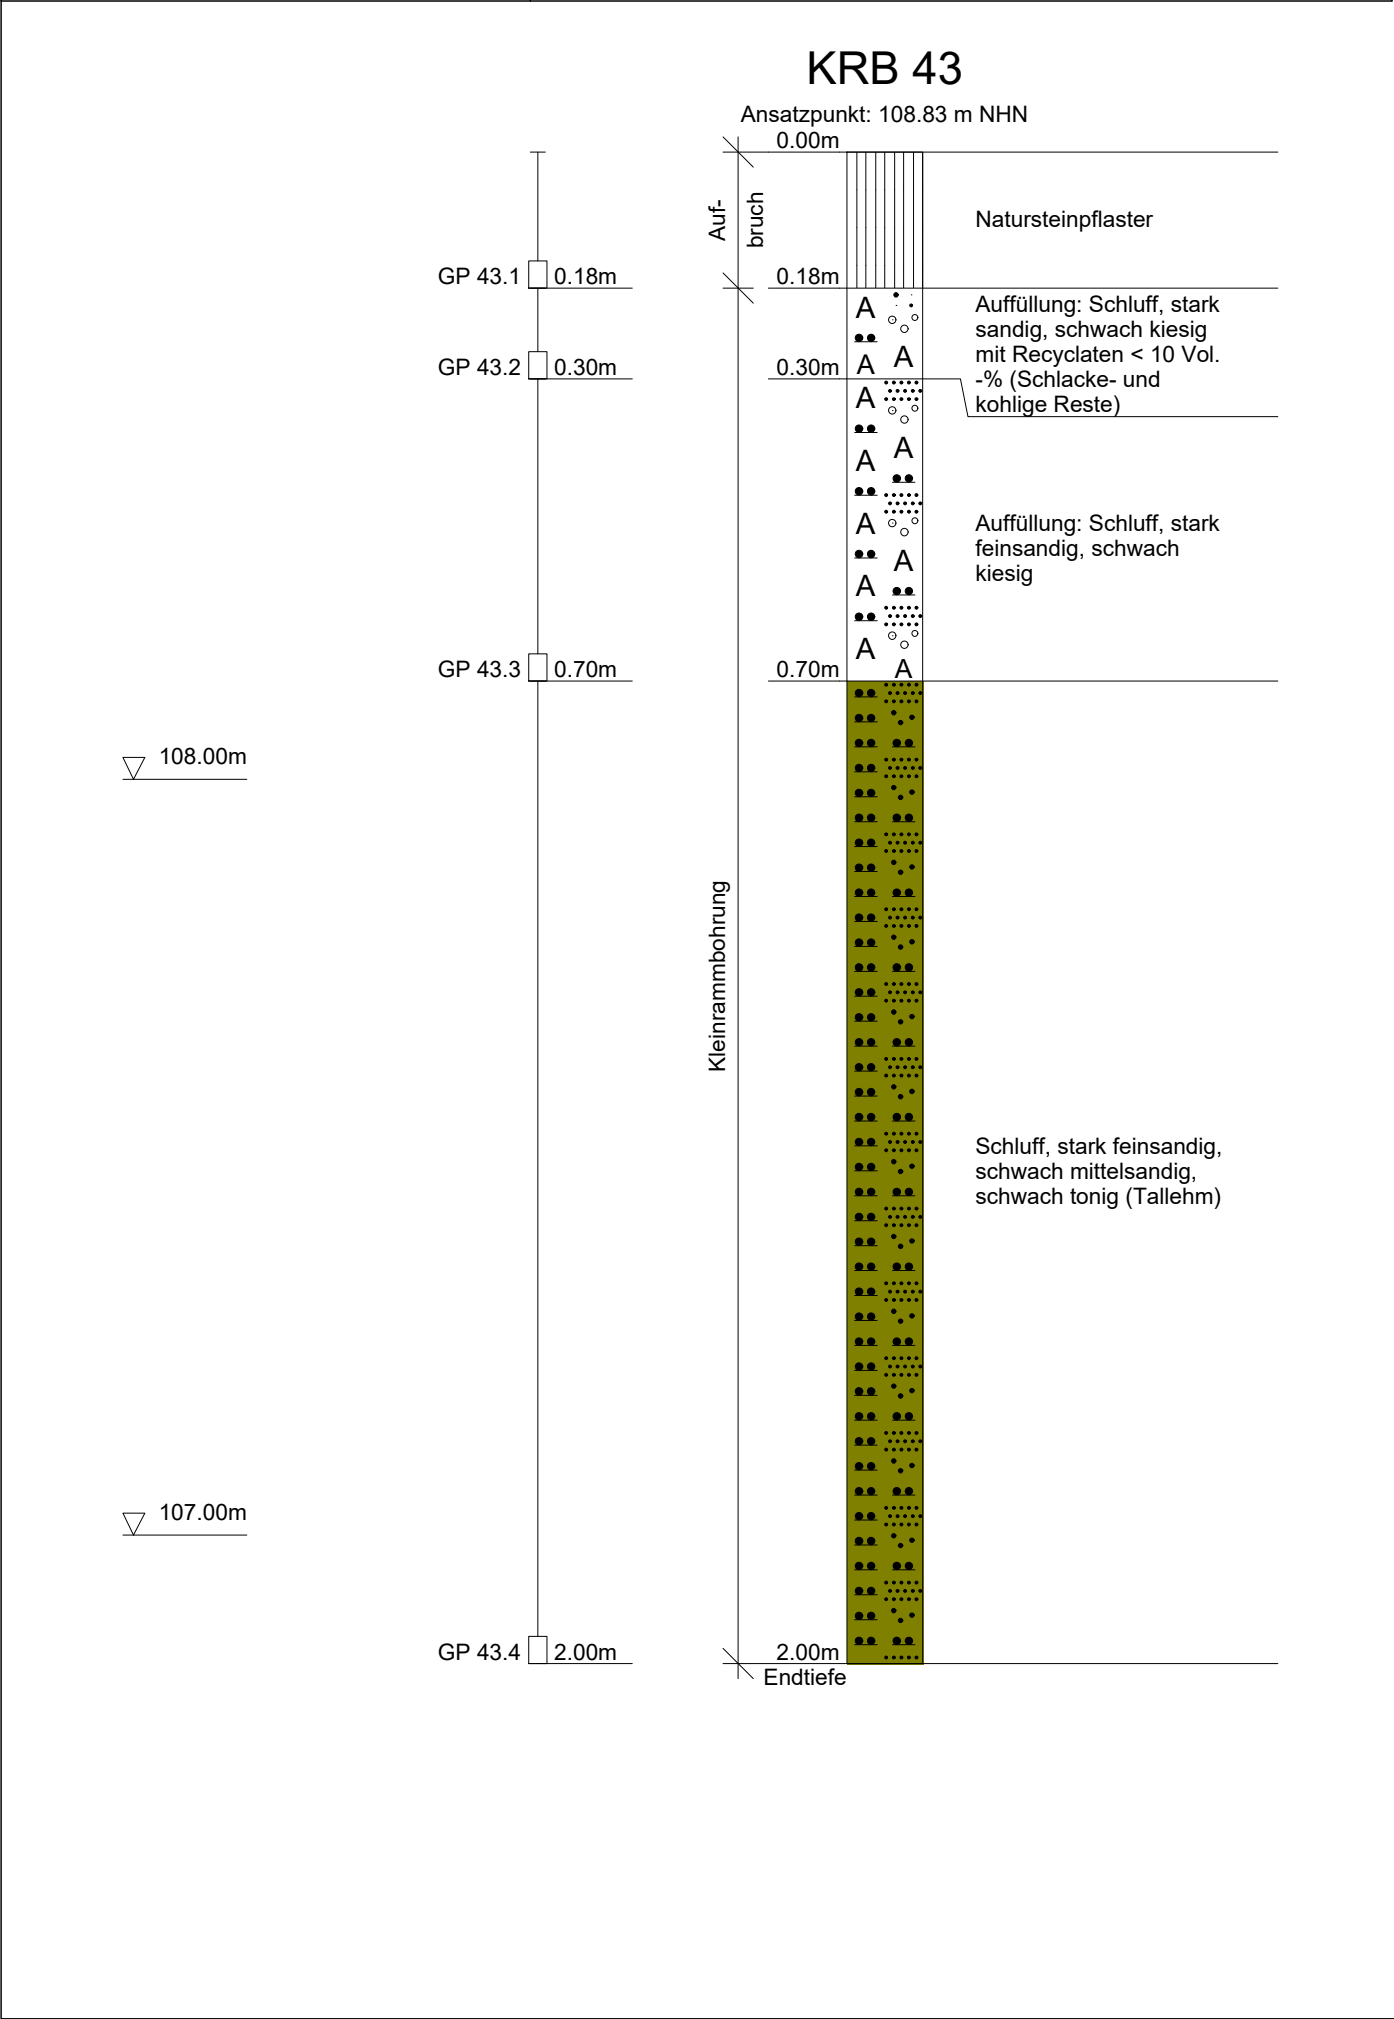 KRB 43
Ansatzpunkt: 108.83 m NHN
0.00m
Auf-
bruch
Natursteinpflaster
GP 43.1 0.18m
0.18m
A
A
A
Auffüllung: Schluff, stark
sandig, schwach kiesig
mit Recyclaten < 10 Vol.
-% (Schlacke- und
kohlige Reste)
GP 43.2 0.30m
0.30m
A
A
A
A
A
A
A
A
Auffüllung: Schluff, stark
feinsandig, schwach
kiesig
GP 43.3 0.70m
0.70m
108.00m
Kleinrammbohrung
Schluff, stark feinsandig,
schwach mittelsandig,
schwach tonig (Tallehm)
107.00m
GP 43.4 2.00m
2.00m
Endtiefe